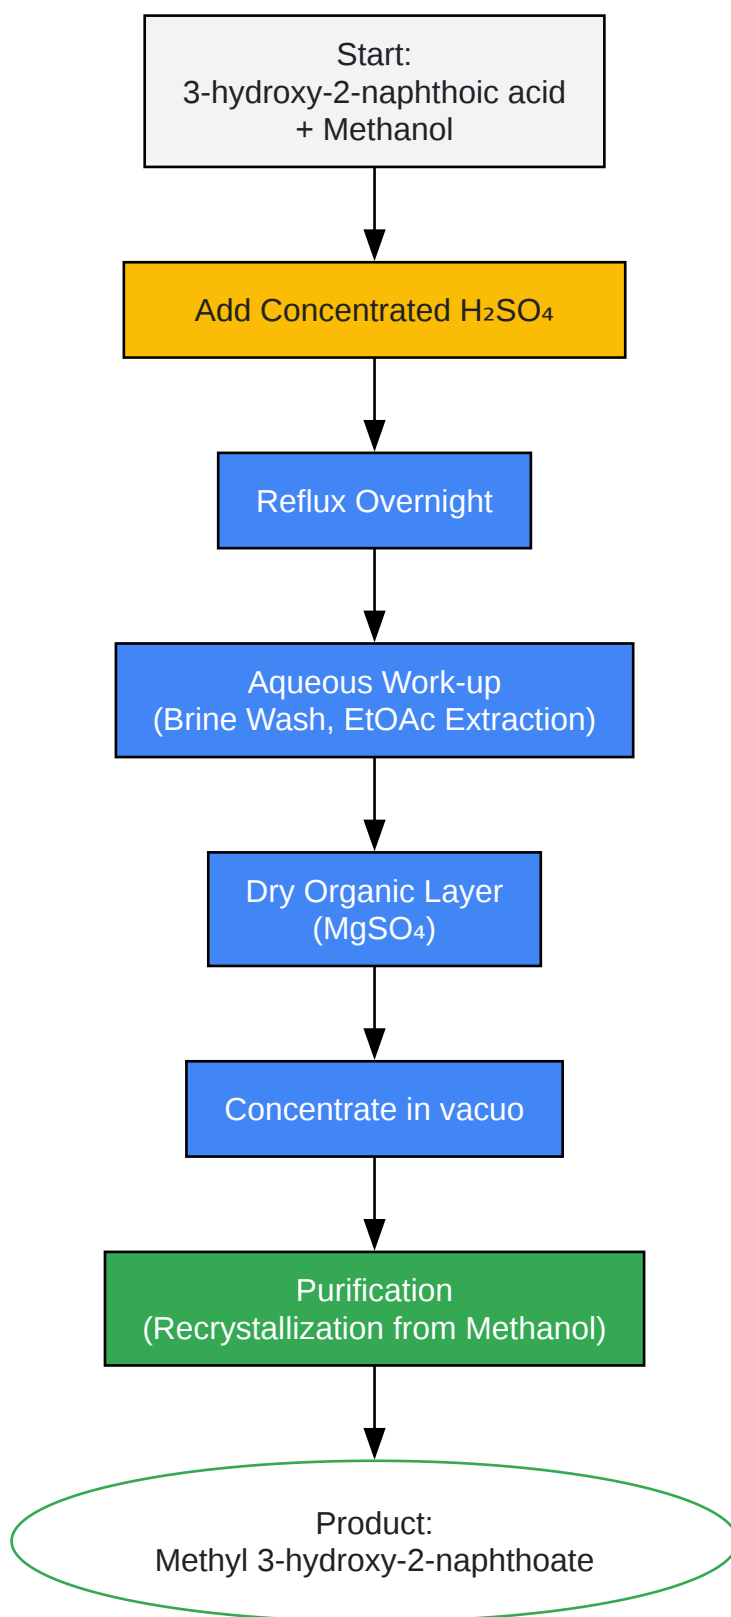 Start:
3-hydroxy-2-naphthoic acid
+ Methanol
Add Concentrated H₂SO₄
Reflux Overnight
Aqueous Work-up
(Brine Wash, EtOAc Extraction)
Dry Organic Layer
(MgSO₄)
Concentrate in vacuo
Purification
(Recrystallization from Methanol)
Product:
Methyl 3-hydroxy-2-naphthoate